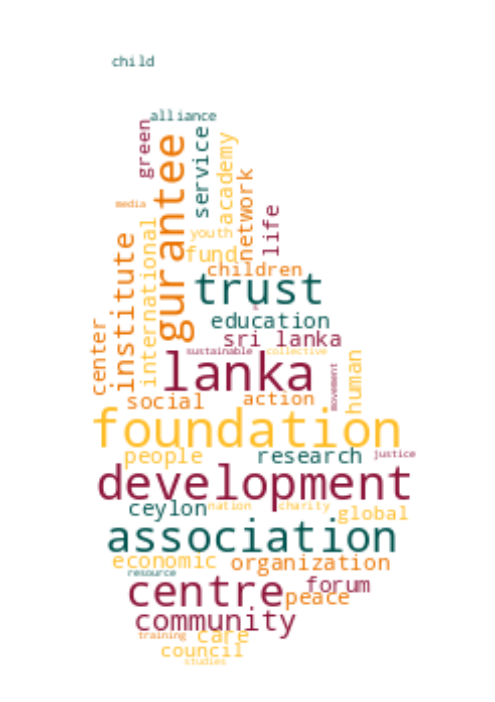 child
alliance
green
gurantee
service
academy
network
life
media
youth
fund
international
institute
center
children
trust
education
sri lanka
sustainable
collective
lanka
movement
human
social
action
foundation
people
research
justice
development
ceylon
nation
charity
global
association
economic
organization
resource
centre
forum
peace
community
training
care
council
studies